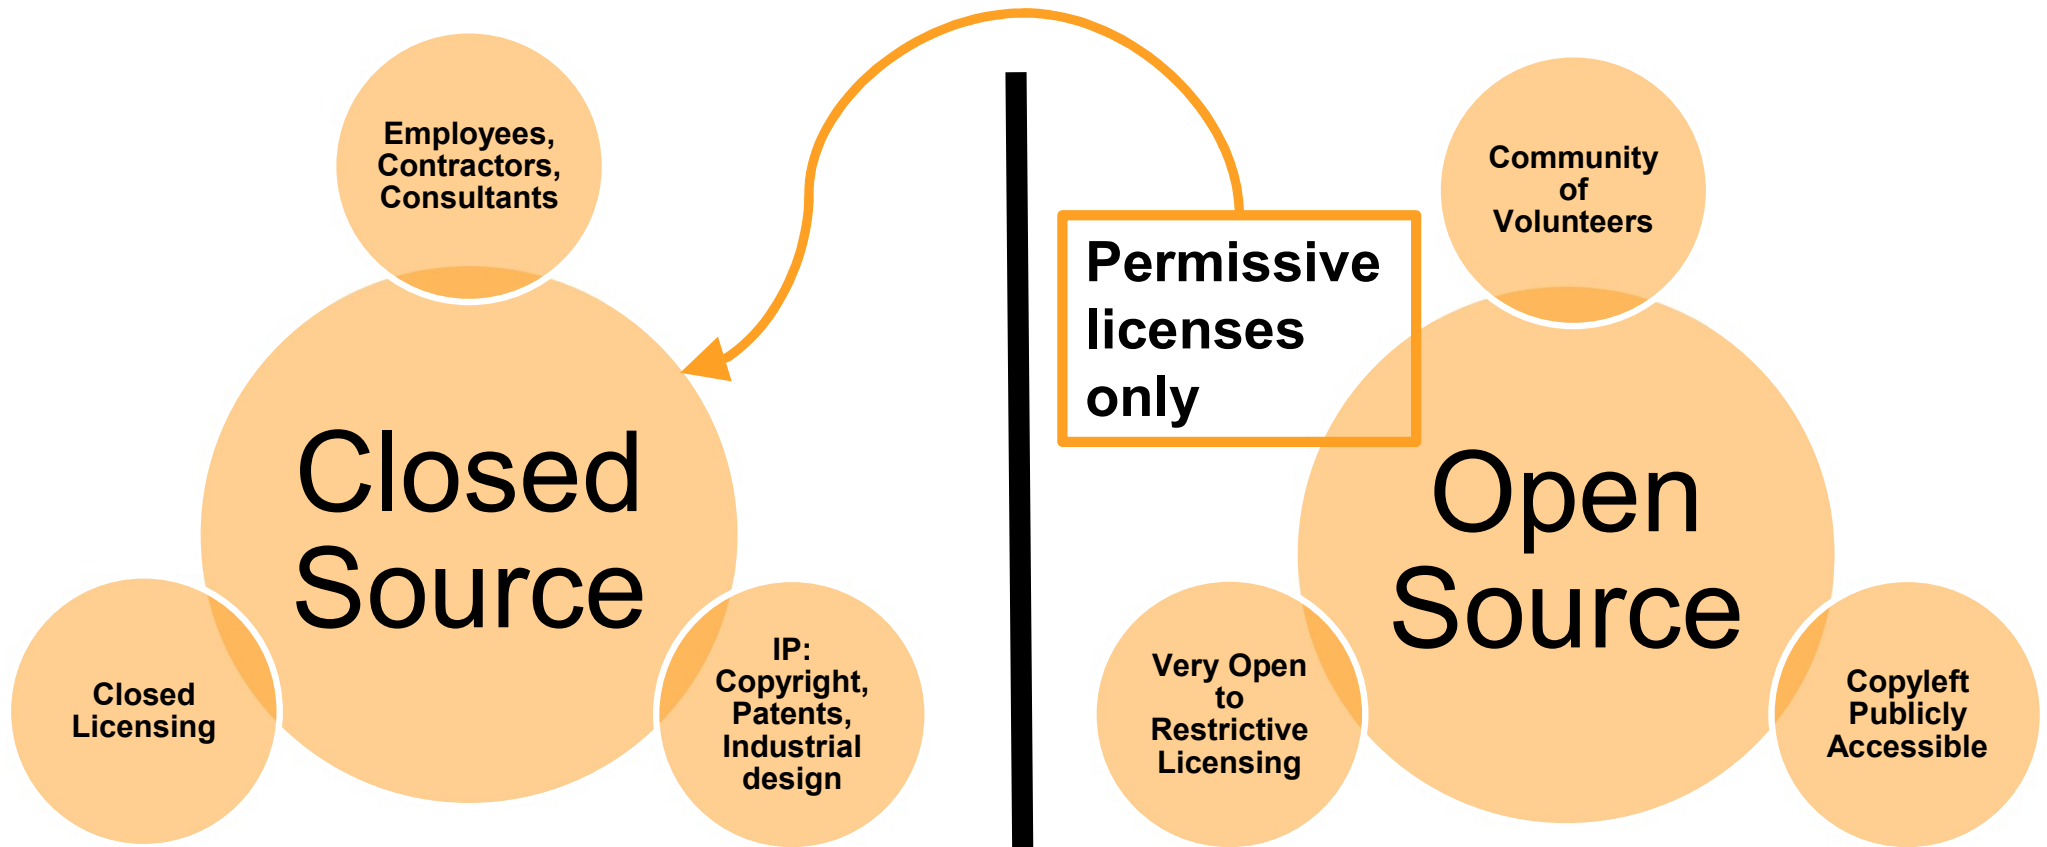 Employees,
Contractors,
Consultants
Closed
Source
Closed
Licensing
IP:
Copyright,
Patents,
Industrial
design
Permissive
licenses
only
Community
of
Volunteers
Open
Source
Very Open
to
Restrictive
Licensing
Copyleft
Publicly
Accessible